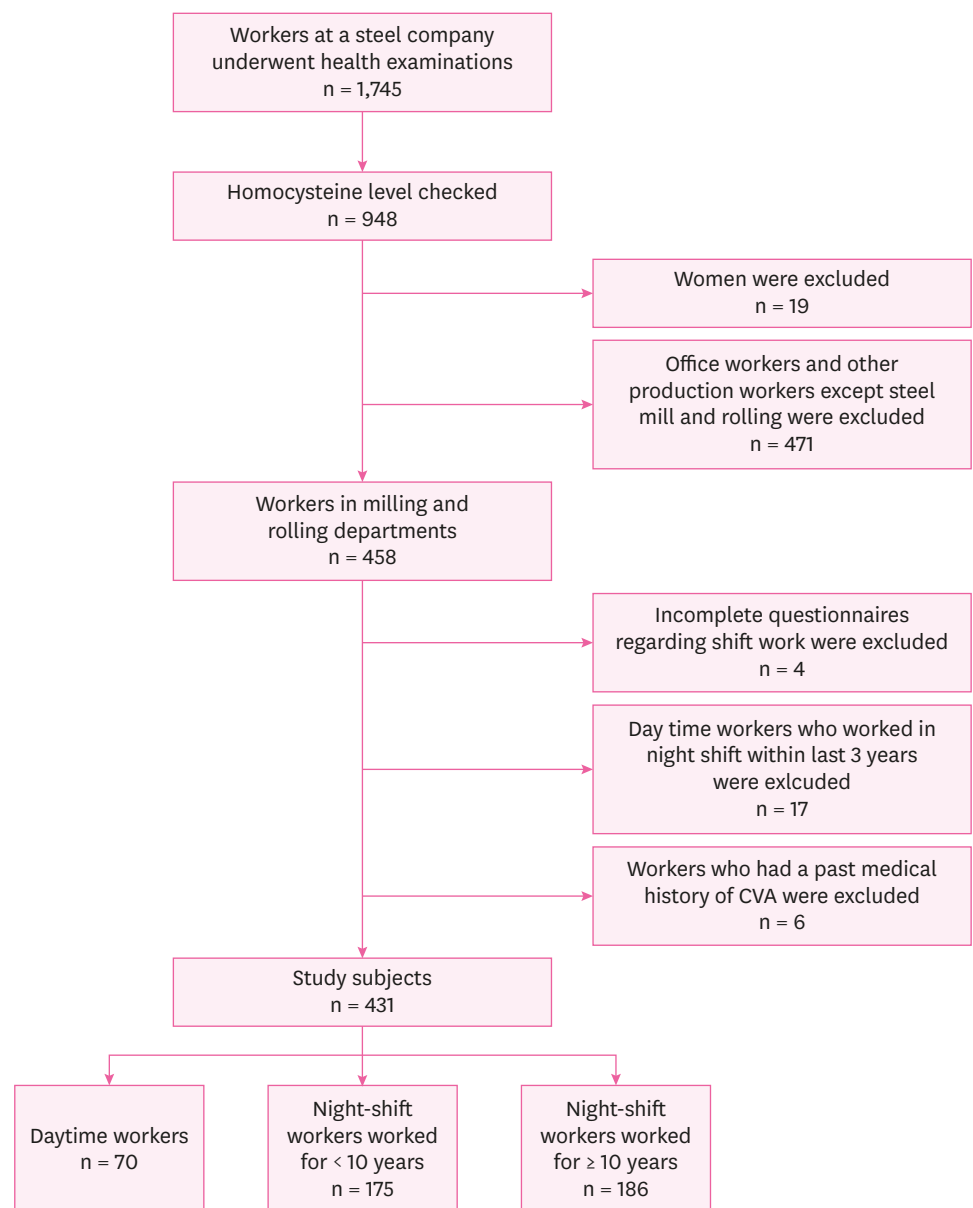 Workers at a steel company
underwent health examinations
n = 1,745
Homocysteine level checked
n = 948
Women were excluded
n = 19
Office workers and other
production workers except steel
mill and rolling were excluded
n = 471
Workers in milling and
rolling departments
n = 458
Incomplete questionnaires
regarding shift work were excluded
n = 4
Day time workers who worked in
night shift within last 3 years
were exlcuded
n = 17
Workers who had a past medical
history of CVA were excluded
n = 6
Study subjects
n = 431
Daytime workers
n = 70
Night-shift
workers worked
for < 10 years
n = 175
Night-shift
workers worked
for ≥ 10 years
n = 186